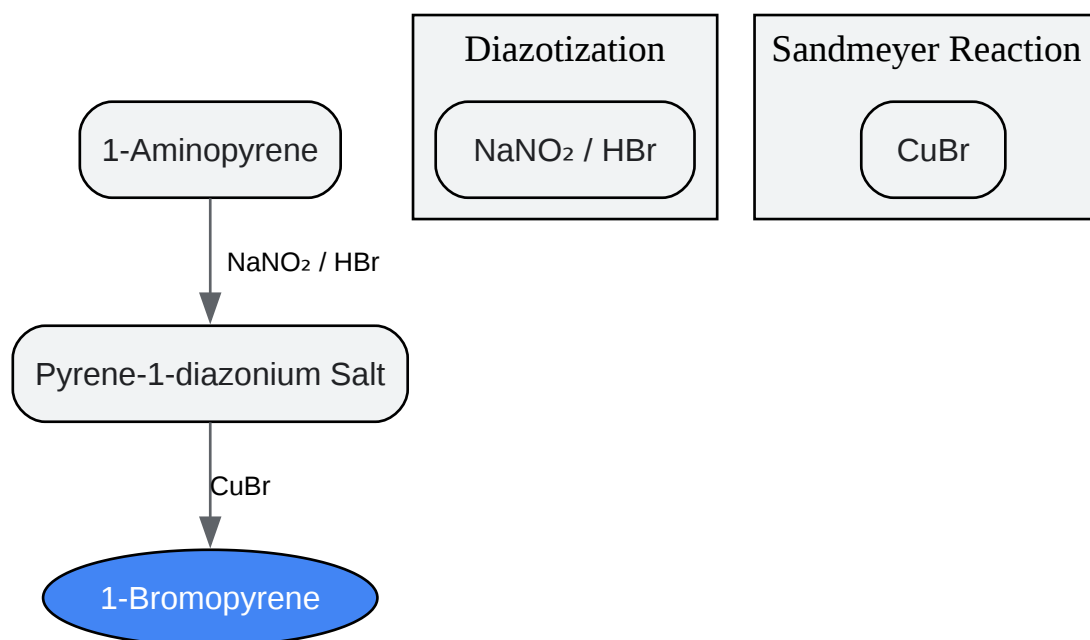 Diazotization
Sandmeyer Reaction
1-Aminopyrene
NaNO₂ / HBr
CuBr
NaNO₂ / HBr
Pyrene-1-diazonium Salt
CuBr
1-Bromopyrene